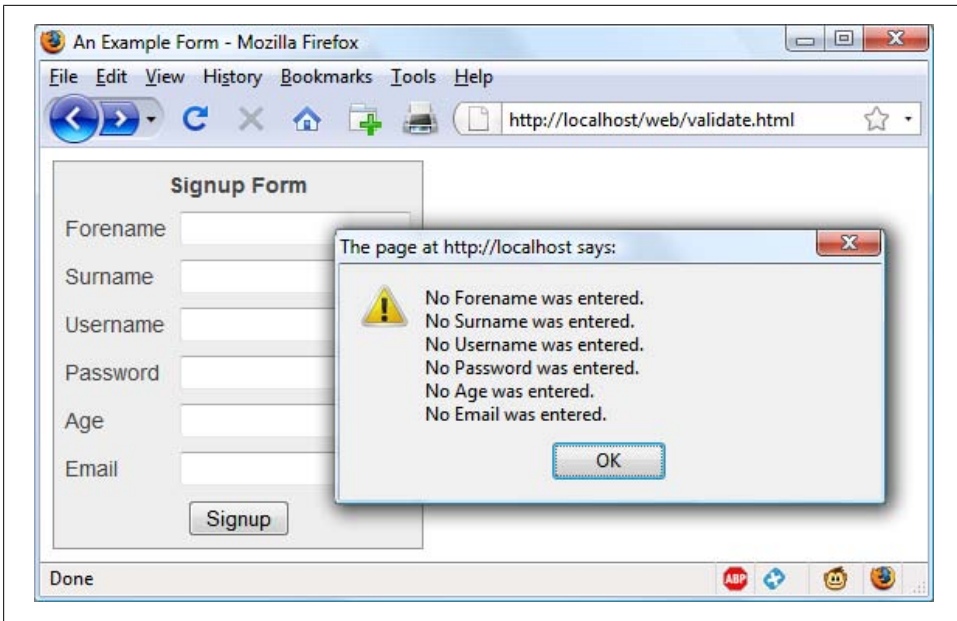 An Example Form - Mozilla Firefox
File Edit View History Bookmarks Tools Help
http://localhost/web/validate.html
Signup Form
Forename
Surname
Username
Password
Age
Email
Signup
The page at http://localhost says:
No Forename was entered.
No Surname was entered.
No Username was entered.
No Password was entered.
No Age was entered.
No Email was entered.
OK
Done
ABP